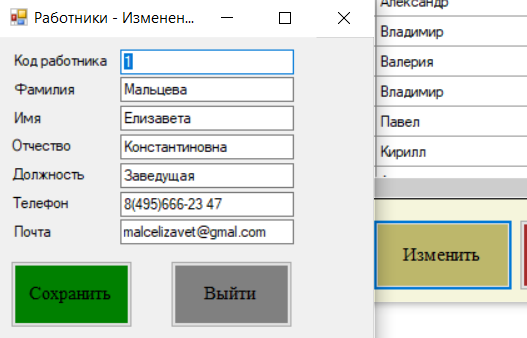 Работники - Изменен...
Код работника 1
Фамилия Мальцева
Имя Елизавета
Отчество Константиновна
Должность Заведущая
Телефон 8(495)666-23 47
Почта malcelizavet@gmal.com
Сохранить Выйти
Александр
Владимир
Валерия
Владимир
Павел
Кирилл
Изменить